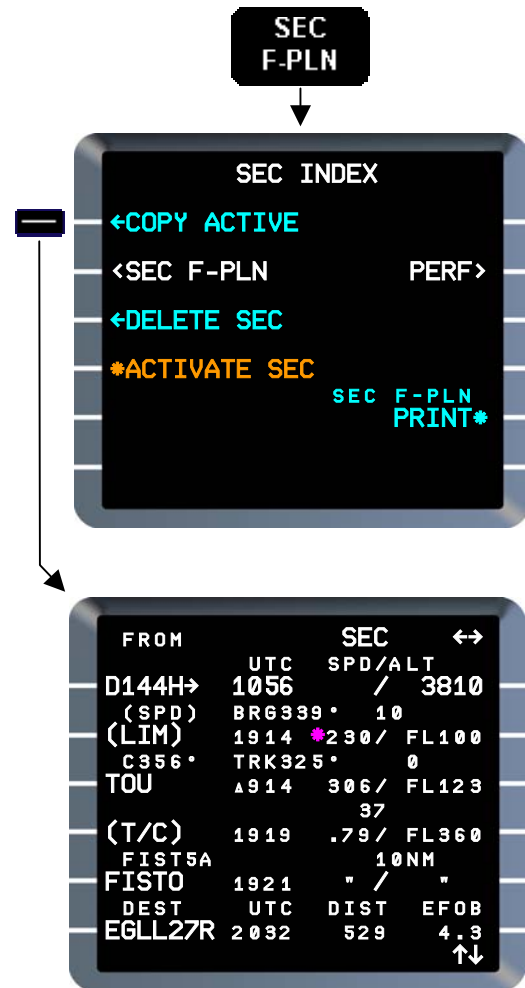 SEC
F-PLN
SEC INDEX
←COPY ACTIVE
<SEC F-PLN PERF>
←DELETE SEC
*ACTIVATE SEC
SEC F-PLN
PRINT*
FROM SEC ←→
UTC SPD/ALT
D144H→ 1056 / 3810
(SPD) BRG339° 10
(LIM) 1914 *230/ FL100
C356° TRK325° 0
TOU ▵914 306/ FL123
37
(T/C) 1919 .79/ FL360
FIST5A 10NM
FISTO 1921 " / "
DEST UTC DIST EFOB
EGLL27R 2032 529 4.3
↑↓